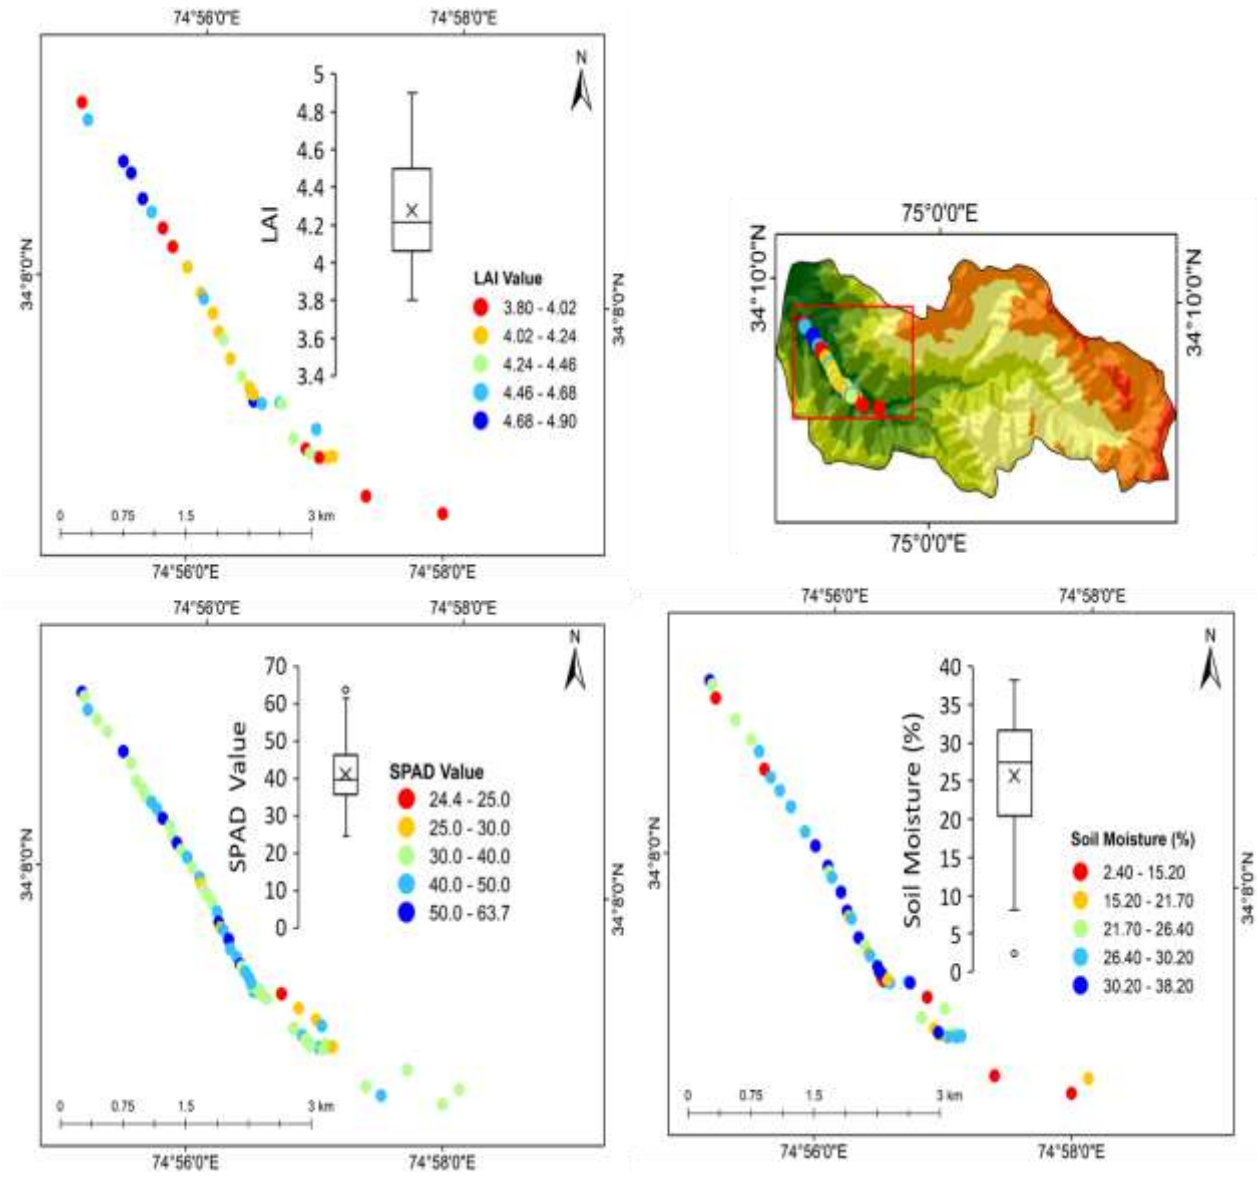 74°56'0"E 74°58'0"E
N
5
4.8
4.6
4.4
4.2
4
3.8
3.6
3.4
LAI
34°8'0"N
34°8'0"N
LAI Value
3.80 - 4.02
4.02 - 4.24
4.24 - 4.46
4.46 - 4.68
4.68 - 4.90
0 0.75 1.5 3 km
74°56'0"E 74°58'0"E
75°0'0"E
34°10'0"N
34°10'0"N
75°0'0"E
74°56'0"E 74°58'0"E
N
70
60
50
40
30
20
10
0
SPAD Value
34°8'0"N
34°8'0"N
SPAD Value
24.4 - 25.0
25.0 - 30.0
30.0 - 40.0
40.0 - 50.0
50.0 - 63.7
0 0.75 1.5 3 km
74°56'0"E 74°58'0"E
74°56'0"E 74°58'0"E
N
40
35
30
25
20
15
10
5
0
Soil Moisture (%)
34°8'0"N
34°8'0"N
Soil Moisture (%)
2.40 - 15.20
15.20 - 21.70
21.70 - 26.40
26.40 - 30.20
30.20 - 38.20
0 0.75 1.5 3 km
74°56'0"E 74°58'0"E